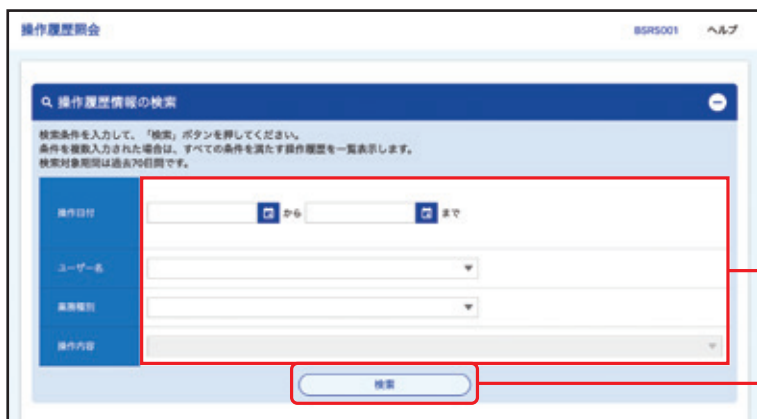 操作履歴照会
BSRS001 ヘルプ
操作履歴情報の検索
検索条件を入力して、「検索」ボタンを押してください。
条件を複数入力された場合は、すべての条件を満たす操作履歴を一覧表示します。
検索対象期間は過去70日間です。
操作日付 から まで
ユーザー名
業務種別
操作内容
検索